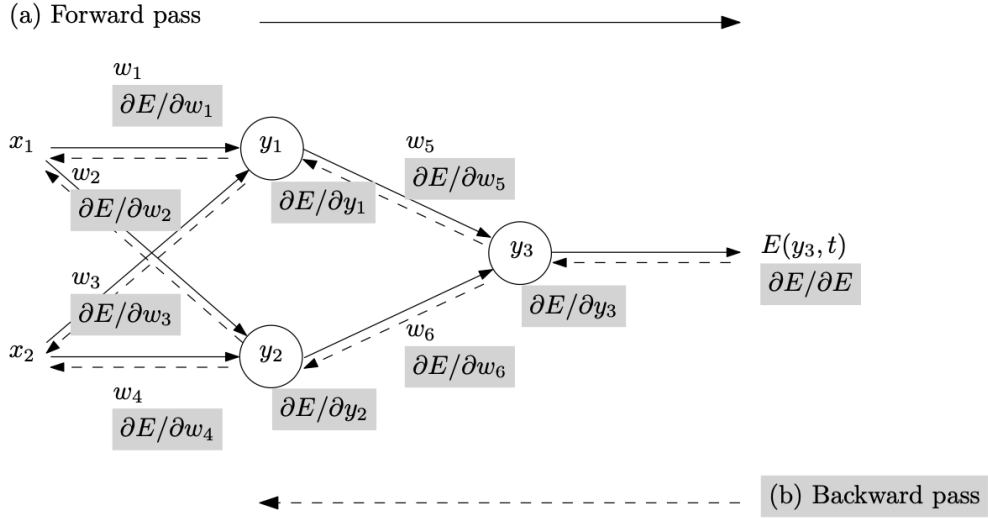 (a) Forward pass
w₁
∂E/∂w₁
x₁
y₁
w₂
∂E/∂w₂
∂E/∂y₁
w₅
∂E/∂w₅
y₃
E(y₃, t)
∂E/∂E
∂E/∂y₃
w₃
∂E/∂w₃
x₂
y₂
w₆
∂E/∂w₆
w₄
∂E/∂w₄
∂E/∂y₂
(b) Backward pass